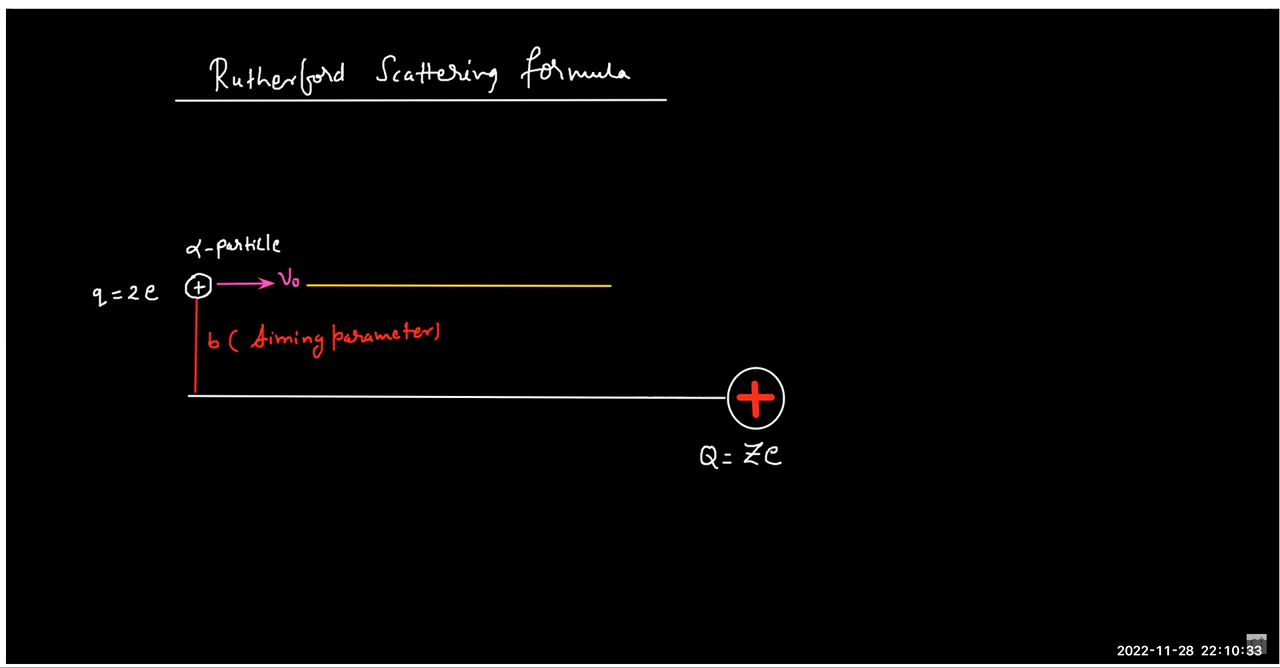 Rutherford Scattering formula
α-particle
q = 2e
+
V₀
b ( Aiming parameter)
+
Q = Ze
2022-11-28 22:10:33